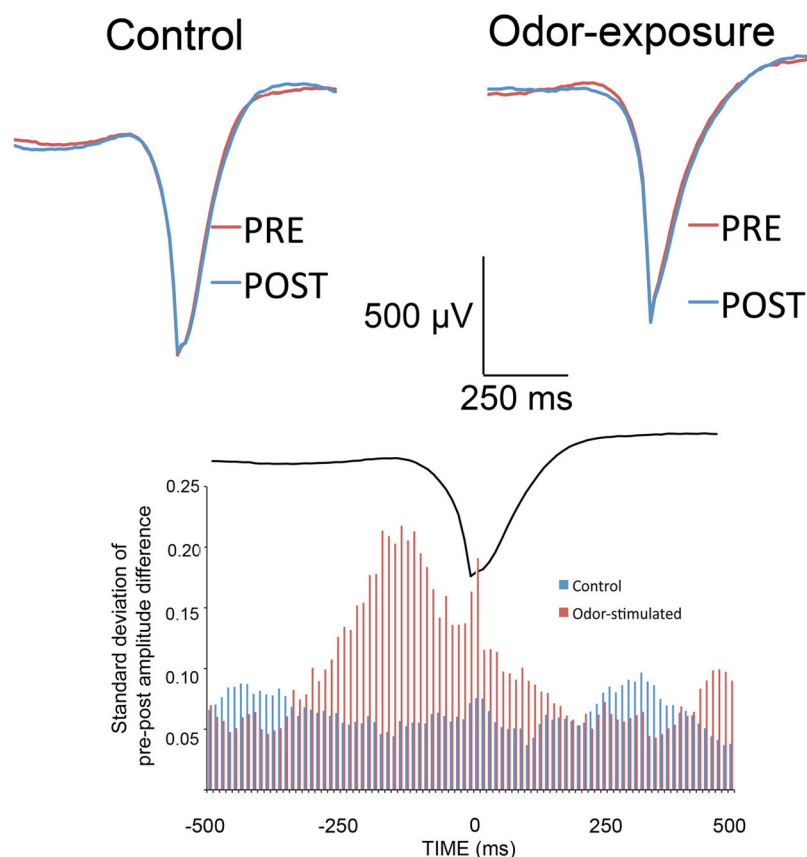 Control
Odor-exposure
PRE
POST
PRE
POST
500 µV
250 ms
Standard deviation of
pre-post amplitude difference
0.25
0.20
0.15
0.10
0.05
Control
Odor-stimulated
-500
-250
0
250
500
TIME (ms)